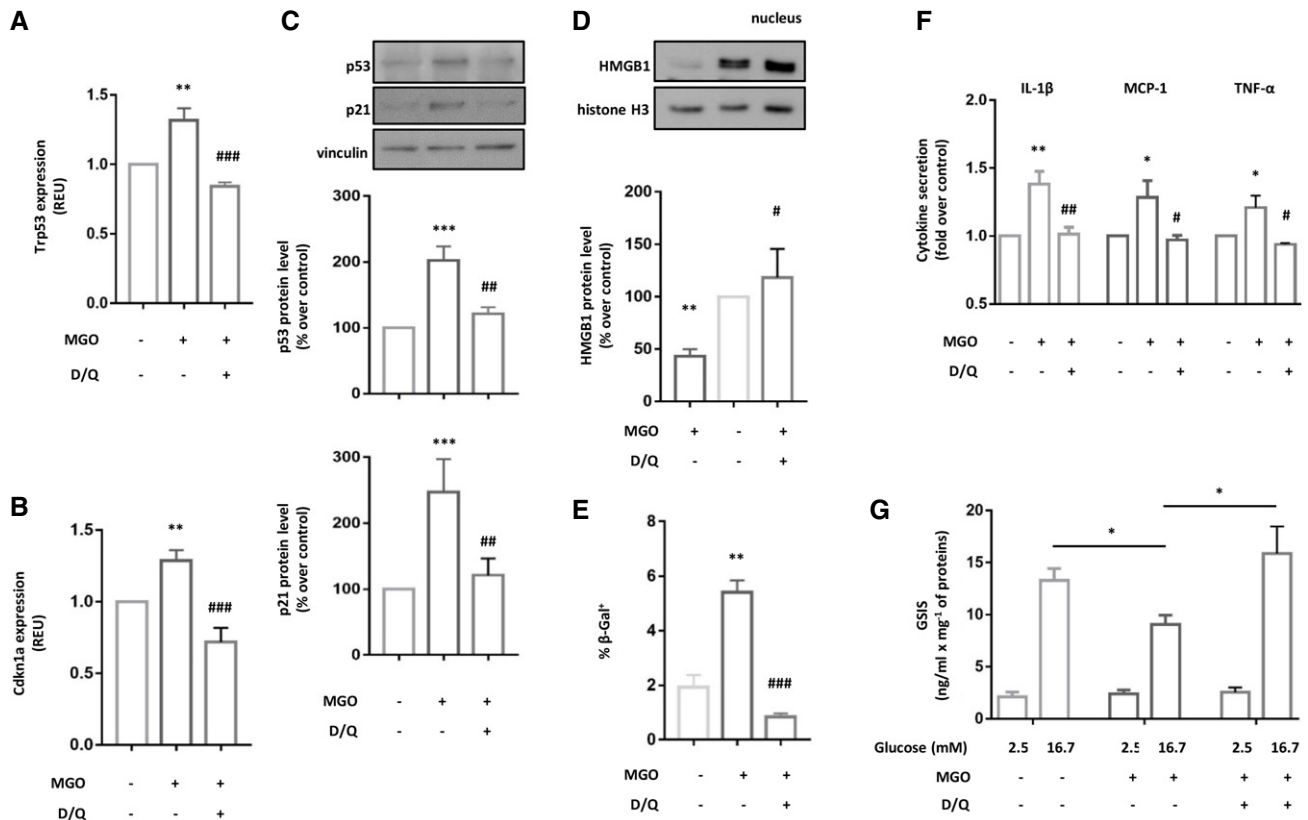 A
Trp53 expression
(REU)
1.5
1.0
0.5
0.0
**
###
MGO - + +
D/Q - - +
B
Cdkn1a expression
(REU)
1.5
1.0
0.5
0.0
**
###
MGO - + +
D/Q - - +
C
p53
p21
vinculin
p53 protein level
(% over control)
300
200
100
0
***
##
p21 protein level
(% over control)
300
200
100
0
***
##
MGO - + +
D/Q - - +
D
nucleus
HMGB1
histone H3
HMGB1 protein level
(% over control)
200
150
100
50
0
**
#
MGO + - +
D/Q - - +
E
% β-Gal⁺
8
6
4
2
0
**
###
MGO - + +
D/Q - - +
F
Cytokine secretion
(fold over control)
2.0
1.5
1.0
0.5
IL-1β MCP-1 TNF-α
** ## * # * #
MGO - + + - + + - + +
D/Q - - + - - + - - +
G
GSIS
(ng/ml x mg⁻¹ of proteins)
20
15
10
5
0
*
*
Glucose (mM) 2.5 16.7 2.5 16.7 2.5 16.7
MGO - - + + + +
D/Q - - - - + +